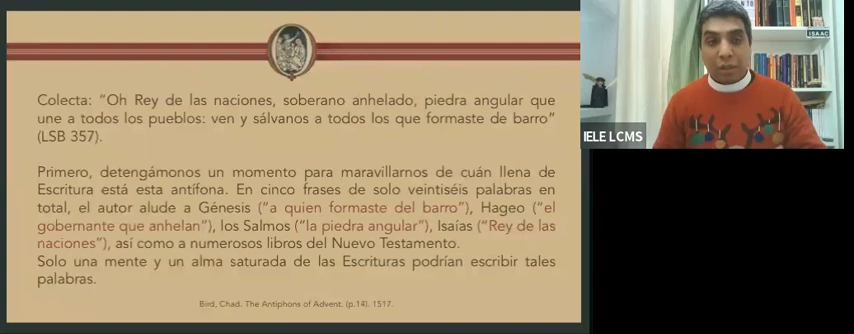 Colecta: “Oh Rey de las naciones, soberano anhelado, piedra angular que
une a todos los pueblos: ven y sálvanos a todos los que formaste de barro”
(LSB 357).
Primero, detengámonos un momento para maravillarnos de cuán llena de
Escritura está esta antífona. En cinco frases de solo veintiséis palabras en
total, el autor alude a Génesis (“a quien formaste del barro”), Hageo (“el
gobernante que anhelan”), los Salmos (“la piedra angular”), Isaías (“Rey de las
naciones”), así como a numerosos libros del Nuevo Testamento.
Solo una mente y un alma saturada de las Escrituras podrían escribir tales
palabras.
Bird, Chad. The Antiphons of Advent. (p.14). 1517.
ISAAC
IELE LCMS